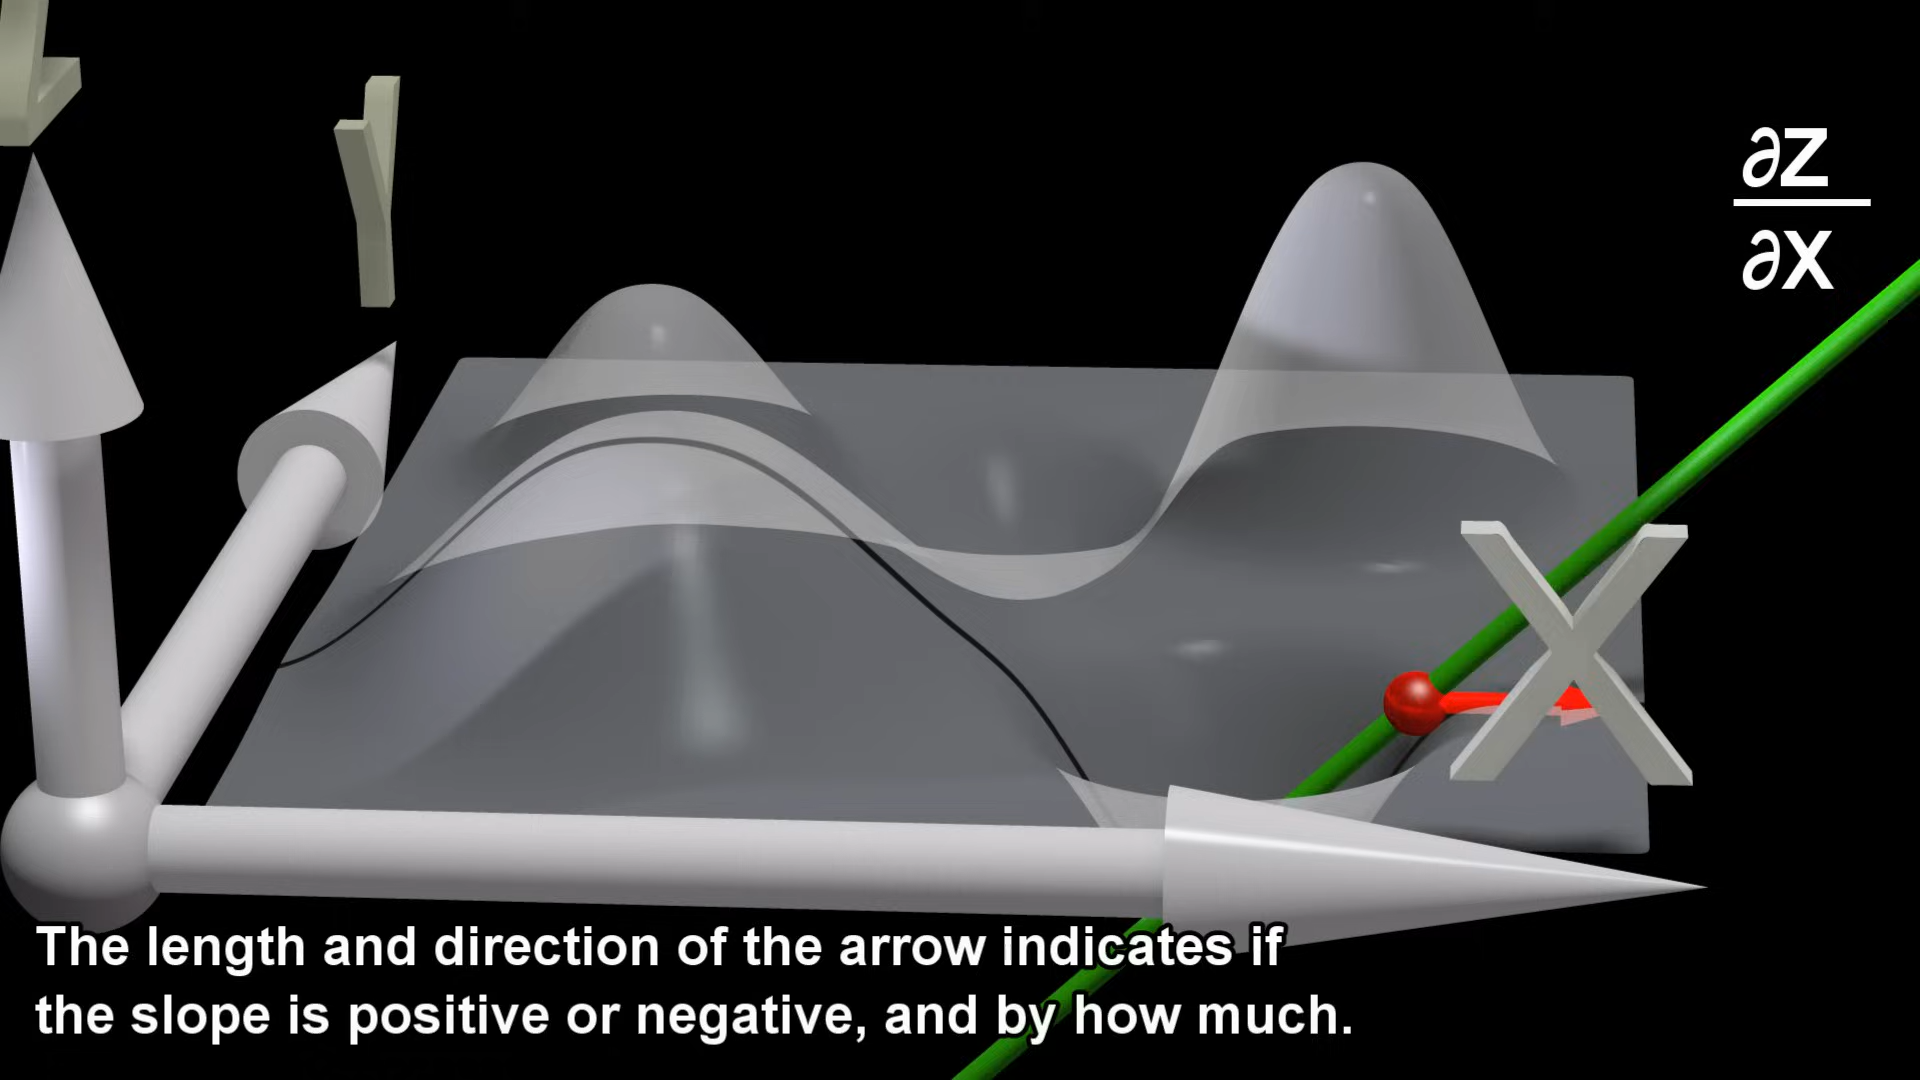 Y
∂Z
∂X
X
The length and direction of the arrow indicates if
the slope is positive or negative, and by how much.